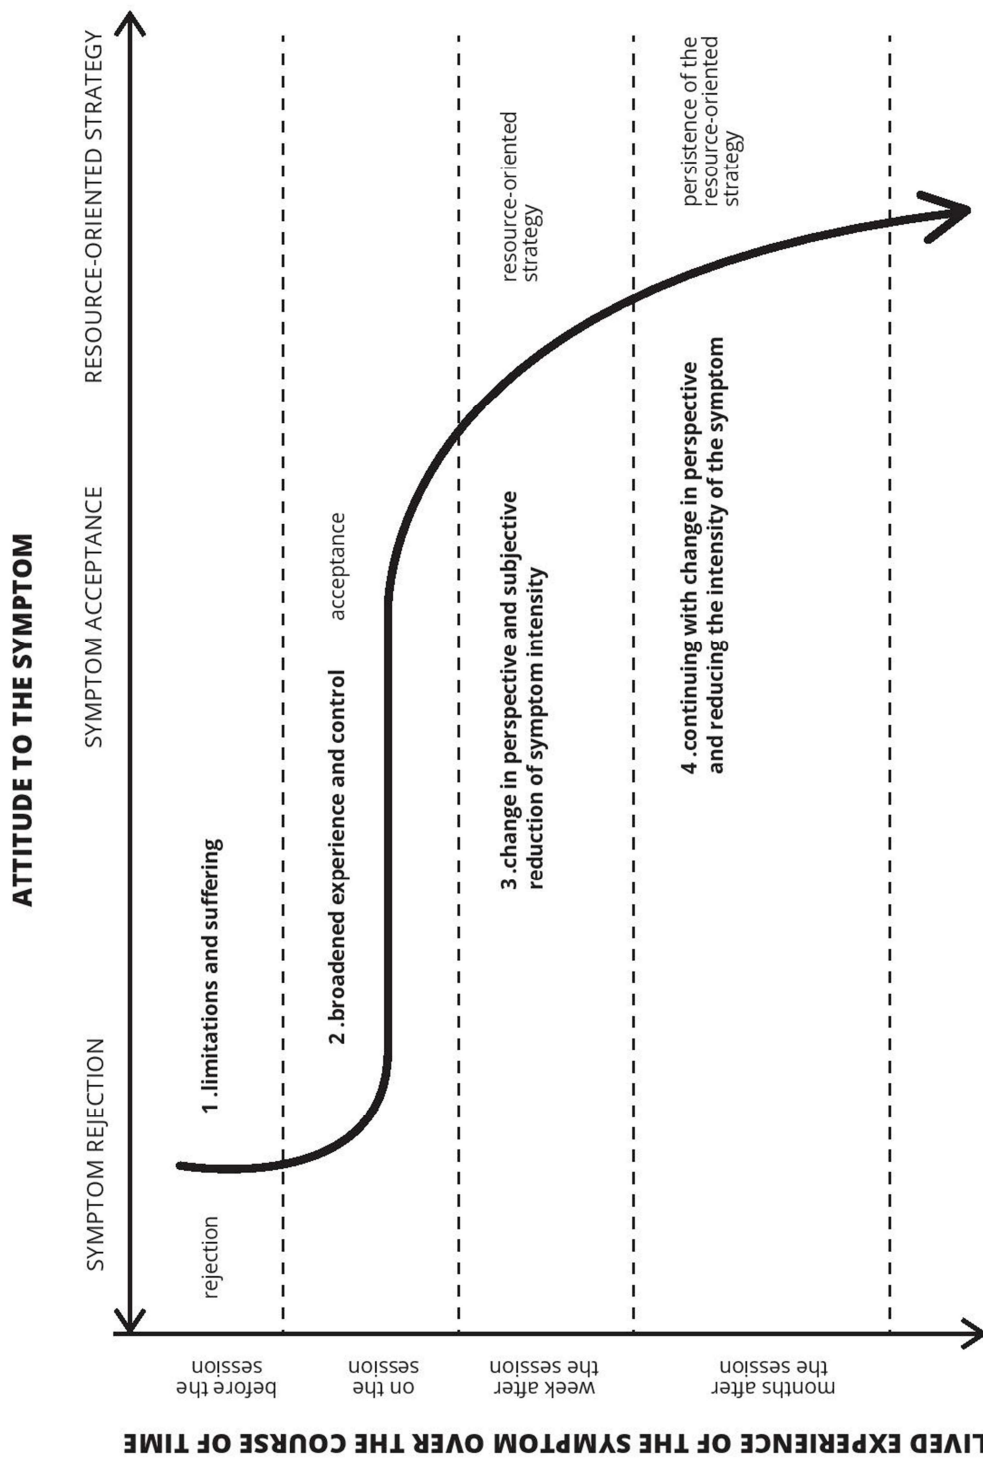 ATTITUDE TO THE SYMPTOM
SYMPTOM REJECTION
SYMPTOM ACCEPTANCE
RESOURCE-ORIENTED STRATEGY
rejection
1 .limitations and suffering
2 .broadened experience and control
acceptance
3 .change in perspective and subjective
reduction of symptom intensity
resource-oriented
strategy
4 .continuing with change in perspective
and reducing the intensity of the symptom
persistence of the
resource-oriented
strategy
before the
session
on the
session
week after
the session
months after
the session
LIVED EXPERIENCE OF THE SYMPTOM OVER THE COURSE OF TIME